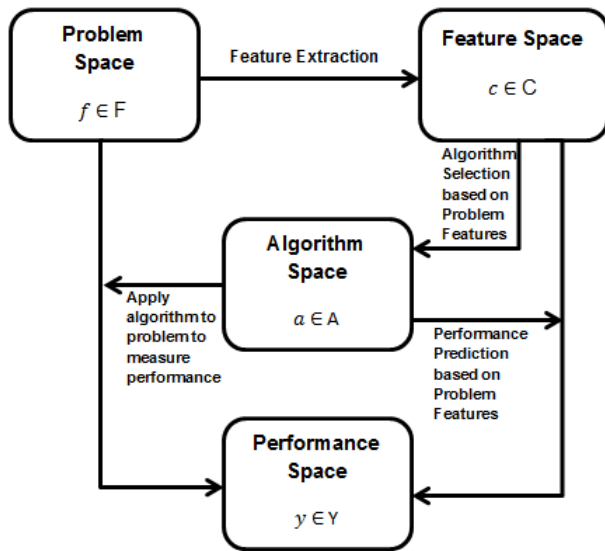 Problem
Space
f ∈ F
Feature Extraction
Feature Space
c ∈ C
Algorithm
Selection
based on
Problem
Features
Algorithm
Space
a ∈ A
Apply
algorithm to
problem to
measure
performance
Performance
Prediction
based on
Problem
Features
Performance
Space
y ∈ Y